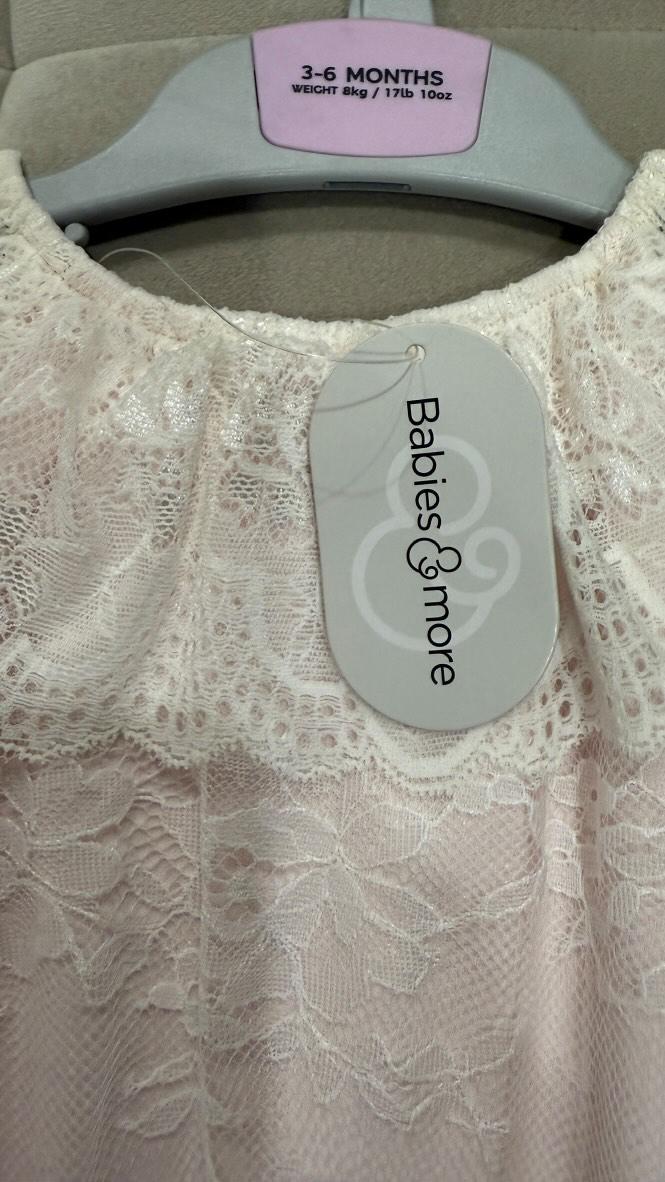 3-6 MONTHS
WEIGHT 8kg / 17lb 10oz
Babies & more
&